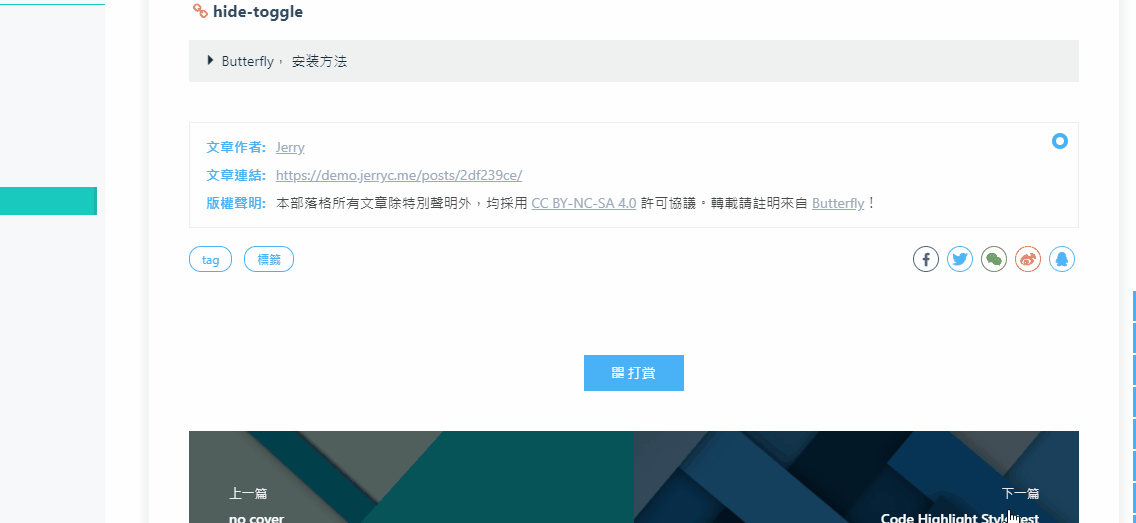 hide-toggle
Butterfly， 安裝方法
文章作者: Jerry
文章連結: https://demo.jerryc.me/posts/2df239ce/
版權聲明: 本部落格所有文章除特別聲明外，均採用 CC BY-NC-SA 4.0 許可協議。轉載請註明來自 Butterfly！
tag 標籤
打賞
上一篇 下一篇
no cover Code Highlight Style